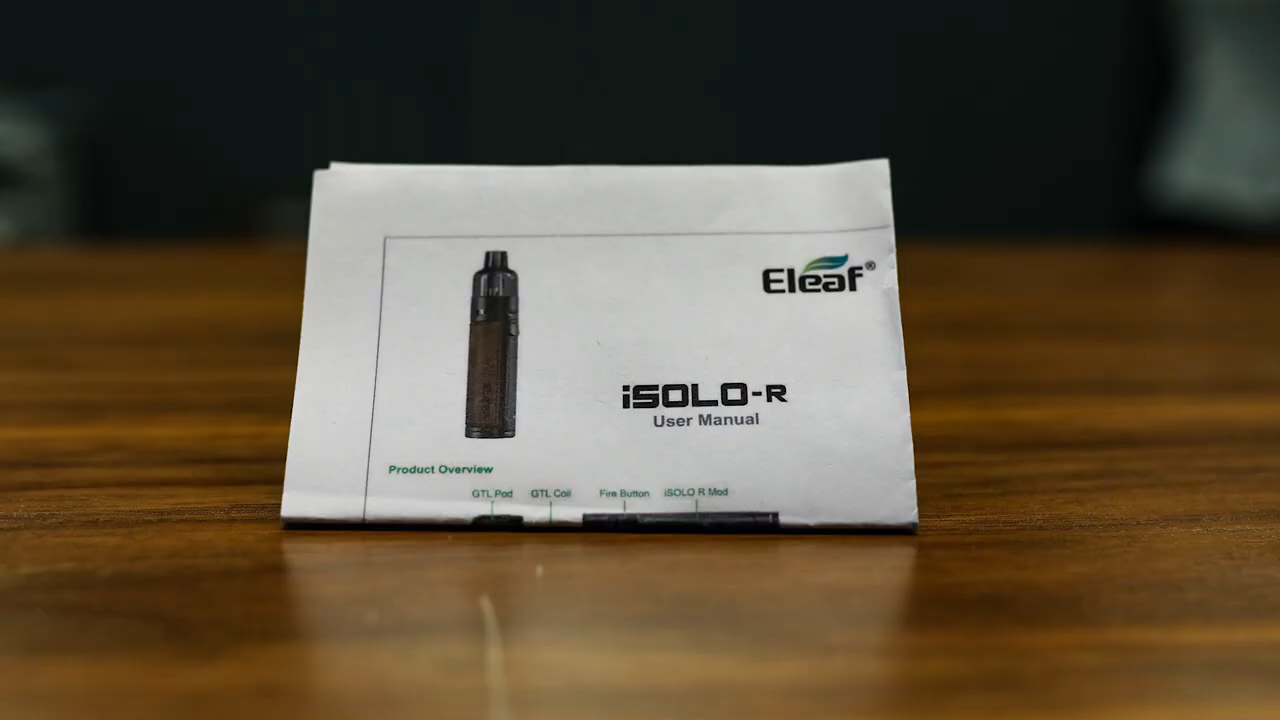 Eleaf®
iSOLO-R
User Manual
Product Overview
GTL Pod GTL Coil Fire Button iSOLO R Mod